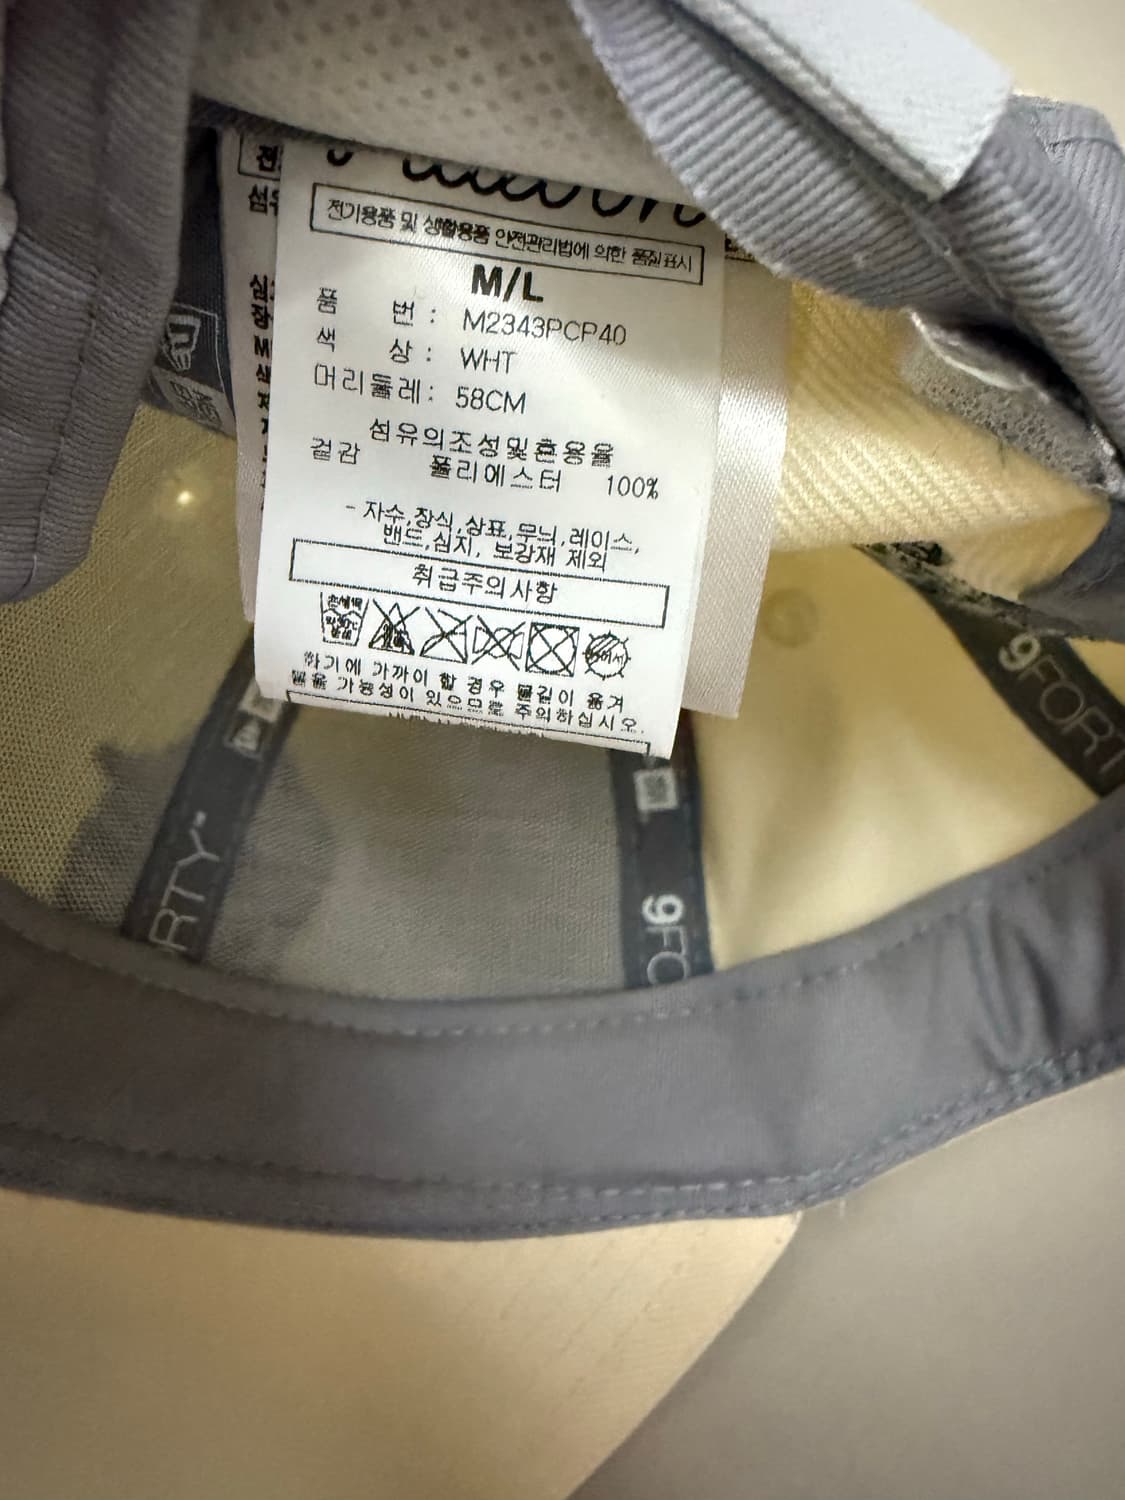 전기용품 및 생활용품 안전관리법에 의한 품질표시
M/L
품 번 : M2343PCP40
색 상 : WHT
머리둘레 : 58CM
섬유의조성및혼용율
겉감 폴리에스터 100%
- 자수,장식,상표,무늬,레이스,
밴드,심지, 보강재 제외
취급주의사항
화기에 가까이 할 경우 불길이 옮겨
붙을 가능성이 있으므로 주의하십시오.
RTY
9FO
9FORT